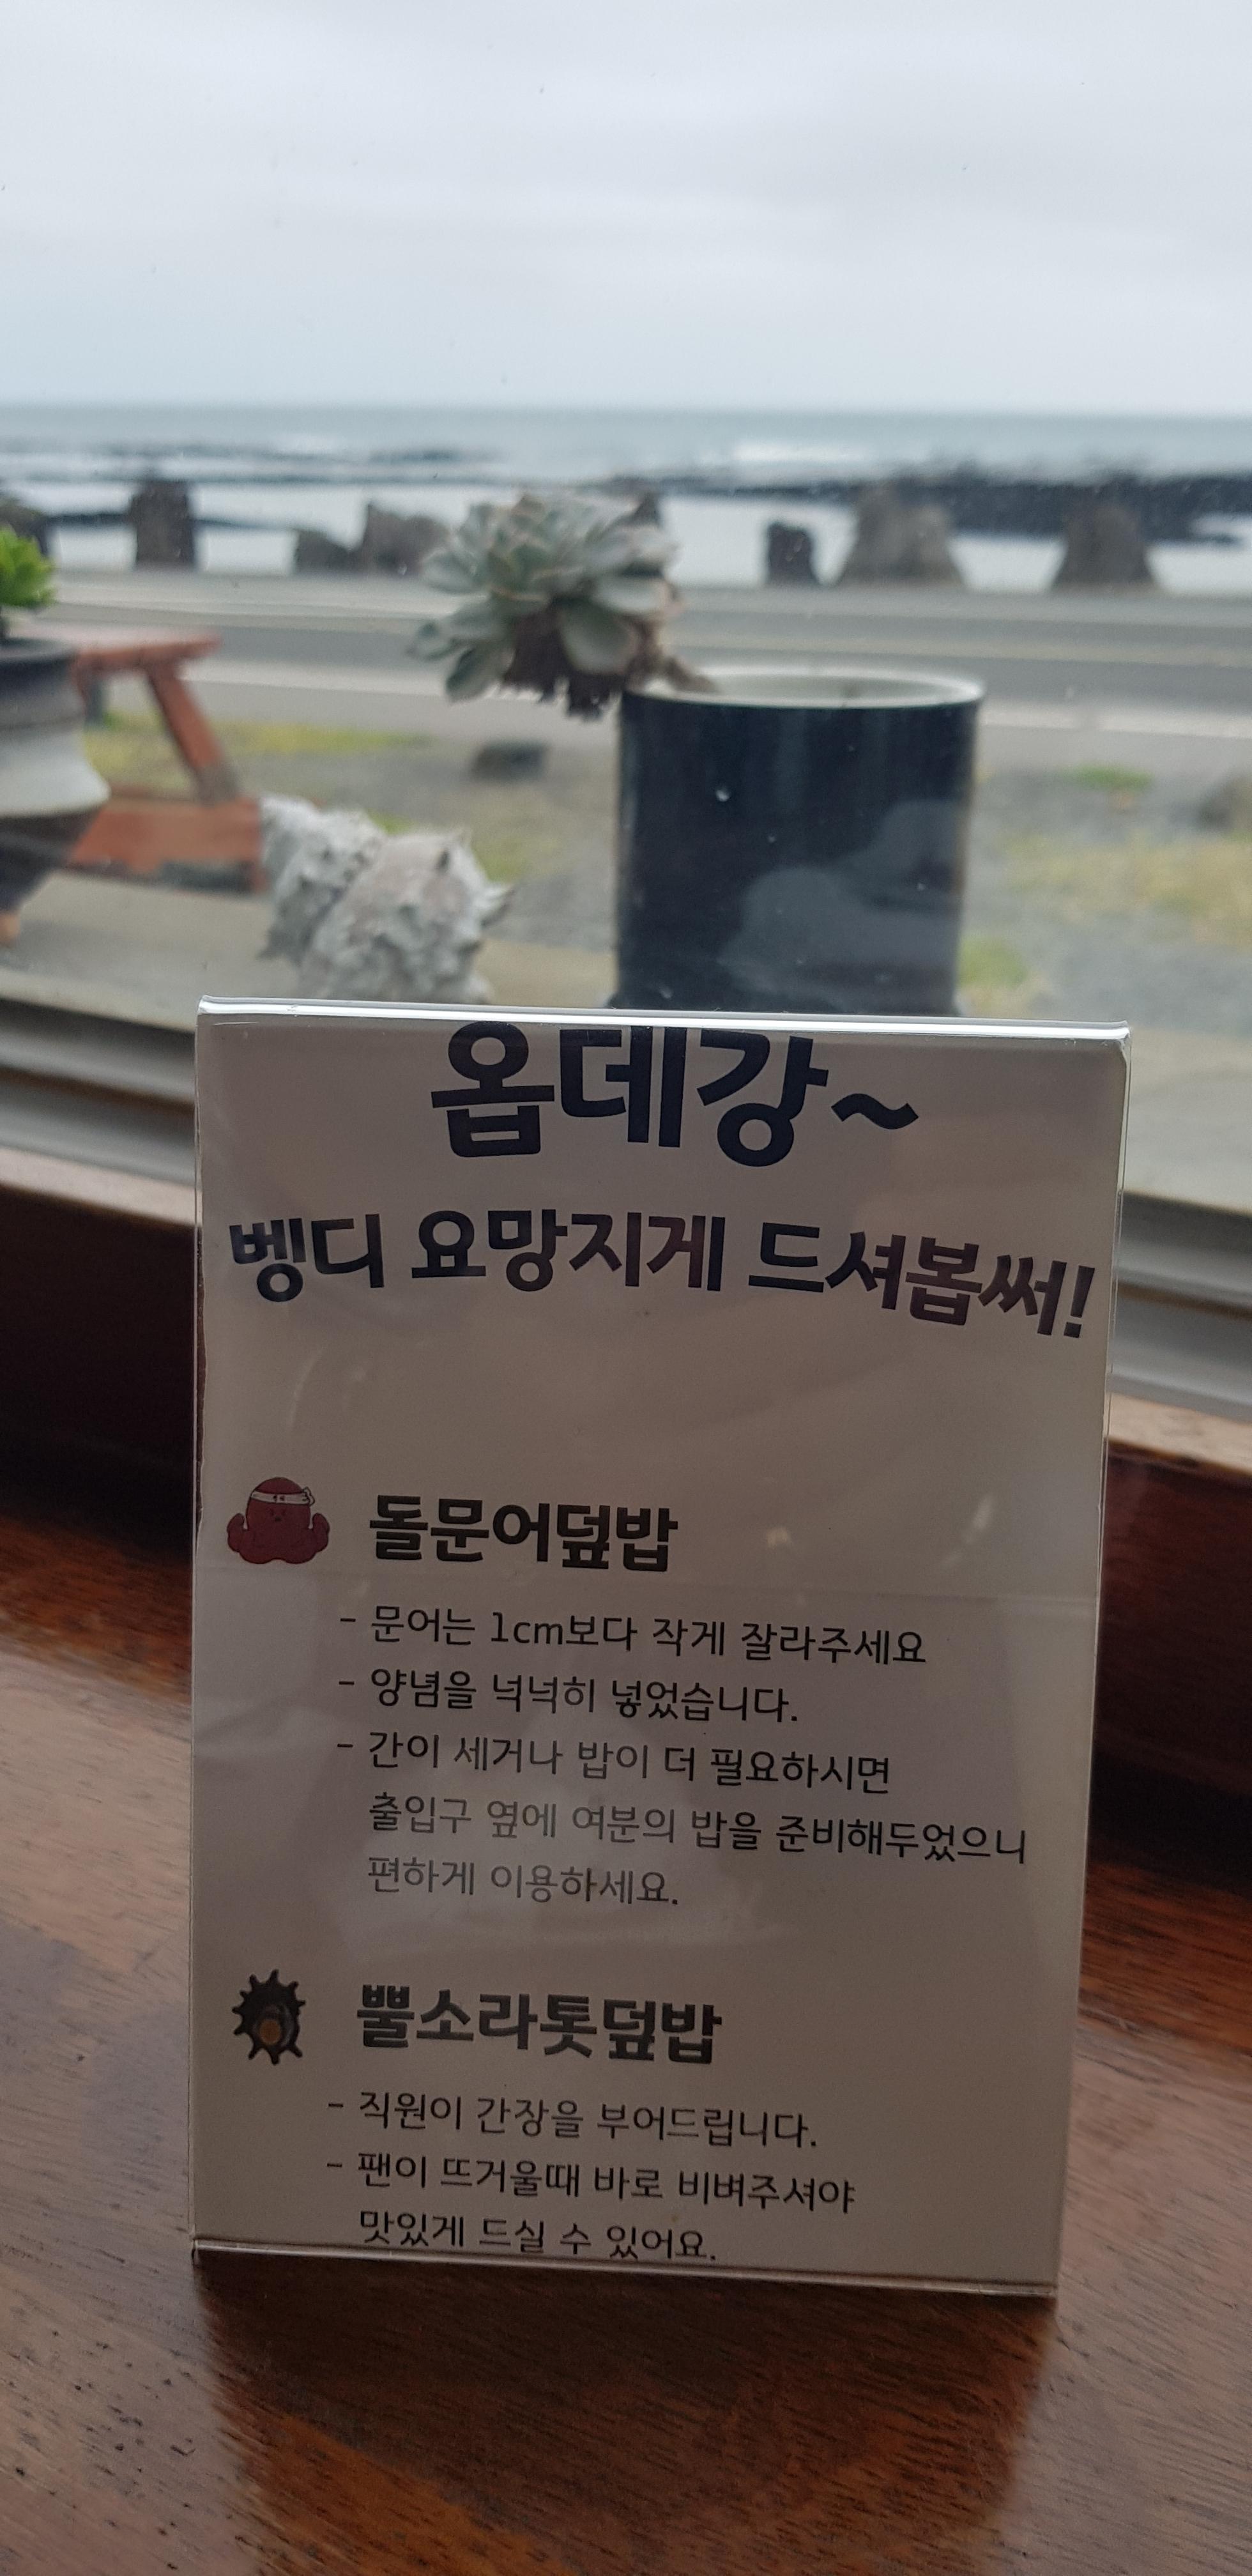 옵데강~
벵디 요망지게 드셔봅써!
돌문어덮밥
- 문어는 1cm보다 작게 잘라주세요
- 양념을 넉넉히 넣었습니다.
- 간이 세거나 밥이 더 필요하시면
출입구 옆에 여분의 밥을 준비해두었으니
편하게 이용하세요.
뿔소라톳덮밥
- 직원이 간장을 부어드립니다.
- 팬이 뜨거울때 바로 비벼주셔야
맛있게 드실 수 있어요.